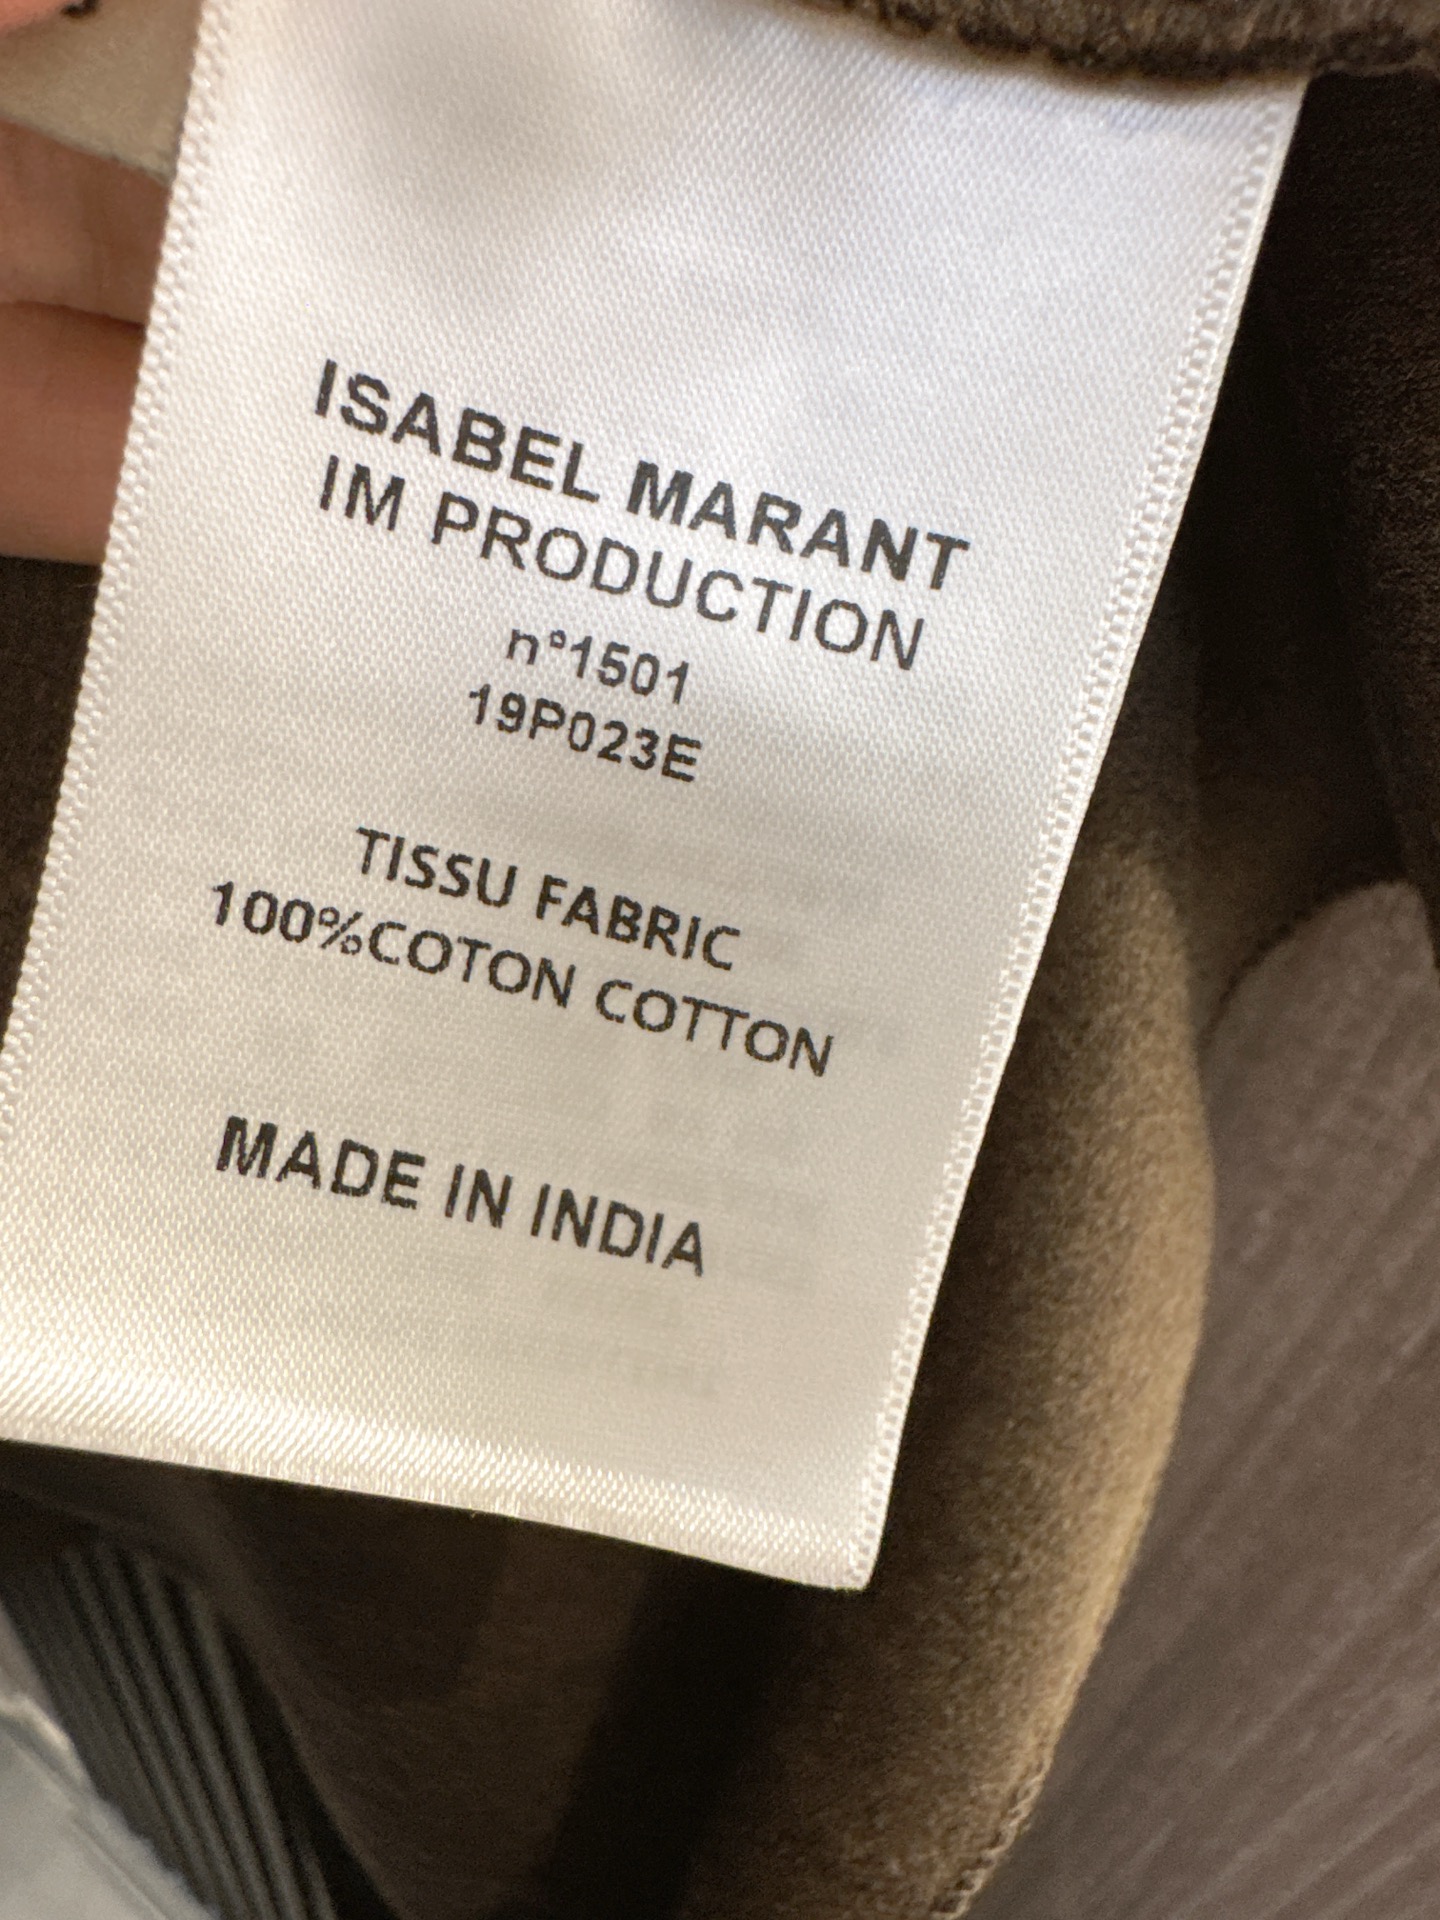 ISABEL MARANT
IM PRODUCTION
n°1501
19P023E
TISSU FABRIC
100%COTON COTTON
MADE IN INDIA